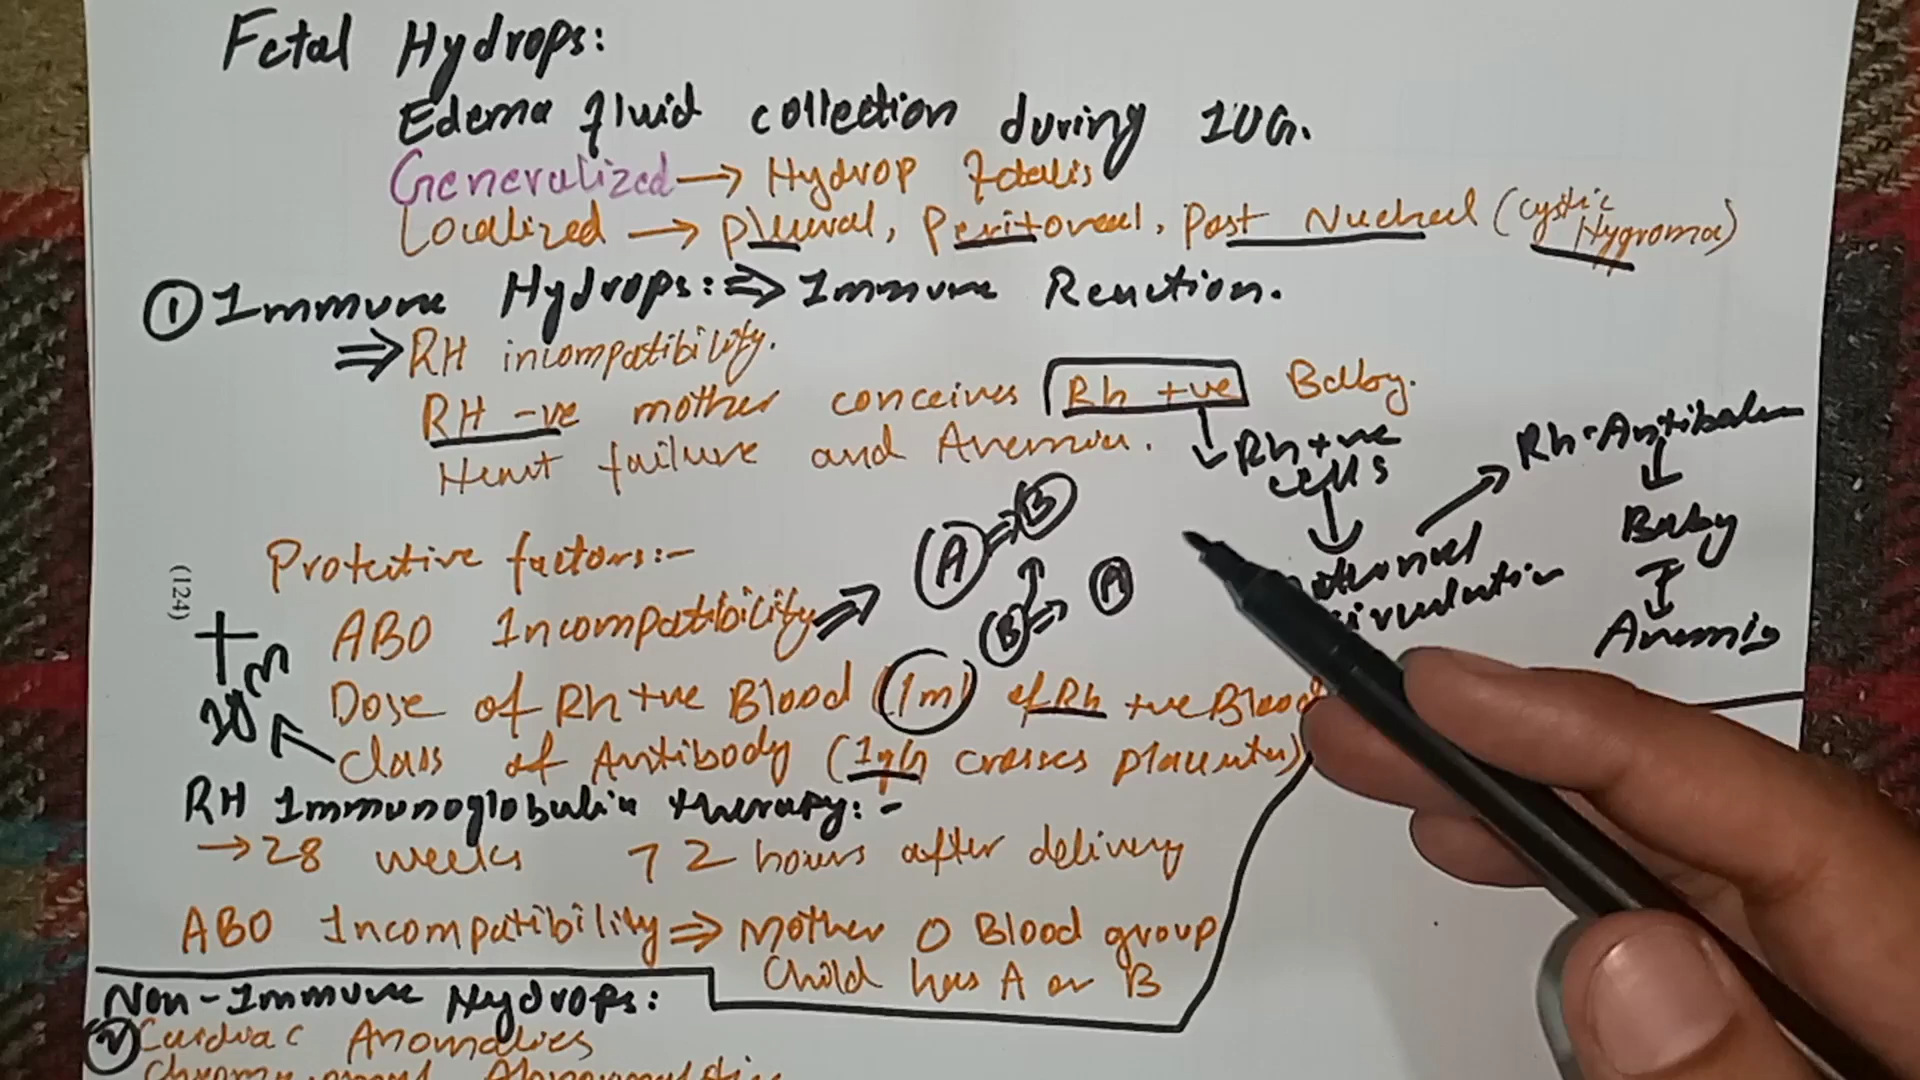 Fetal Hydrops:
Edema fluid collection during IUG.
Generalized → Hydrop fetalis
Localized → pleural, Peritoneal, Post Nucheal (cystic Hygroma)
① Immune Hydrops: ⇒ Immune Reaction.
⇒ RH incompatibility.
RH -ve mother conceives Rh +ve Baby.
Heart failure and Anemia.
Rh +ve cells
circulation
Rh-Antibodies
Baby
Anemia
Protective factors:-
ABO Incompatibility ⇒
A ⇒ B
B ⇒ A
Dose of Rh +ve Blood (1m) of Rh +ve Blood
Class of Antibody (IgG crosses placenta)
(124)
RH Immunoglobulin therapy:-
→ 28 weeks 72 hours after delivery
ABO Incompatibility ⇒ Mother O Blood group
Child has A or B
Non-Immune Hydrops:
Cardiac Anomalies